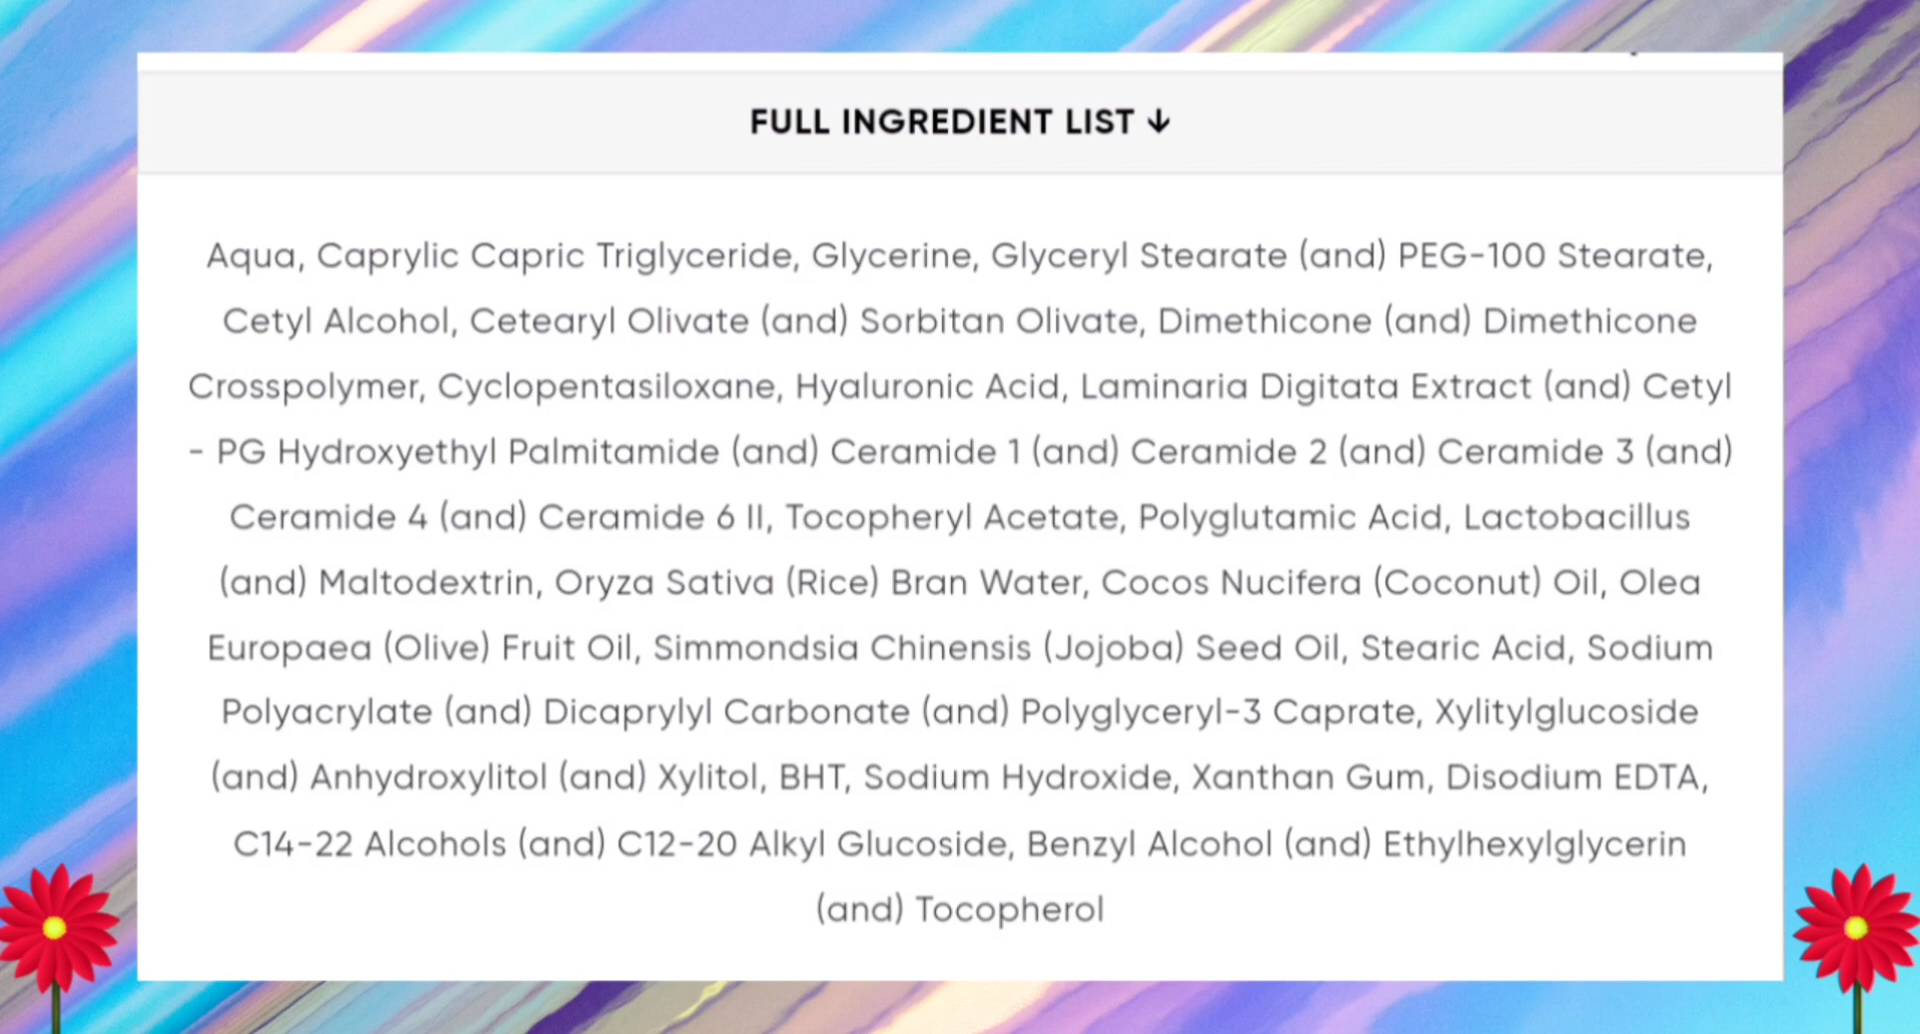 FULL INGREDIENT LIST ↓
Aqua, Caprylic Capric Triglyceride, Glycerine, Glyceryl Stearate (and) PEG-100 Stearate,
Cetyl Alcohol, Cetearyl Olivate (and) Sorbitan Olivate, Dimethicone (and) Dimethicone
Crosspolymer, Cyclopentasiloxane, Hyaluronic Acid, Laminaria Digitata Extract (and) Cetyl
- PG Hydroxyethyl Palmitamide (and) Ceramide 1 (and) Ceramide 2 (and) Ceramide 3 (and)
Ceramide 4 (and) Ceramide 6 II, Tocopheryl Acetate, Polyglutamic Acid, Lactobacillus
(and) Maltodextrin, Oryza Sativa (Rice) Bran Water, Cocos Nucifera (Coconut) Oil, Olea
Europaea (Olive) Fruit Oil, Simmondsia Chinensis (Jojoba) Seed Oil, Stearic Acid, Sodium
Polyacrylate (and) Dicaprylyl Carbonate (and) Polyglyceryl-3 Caprate, Xylitylglucoside
(and) Anhydroxylitol (and) Xylitol, BHT, Sodium Hydroxide, Xanthan Gum, Disodium EDTA,
C14-22 Alcohols (and) C12-20 Alkyl Glucoside, Benzyl Alcohol (and) Ethylhexylglycerin
(and) Tocopherol